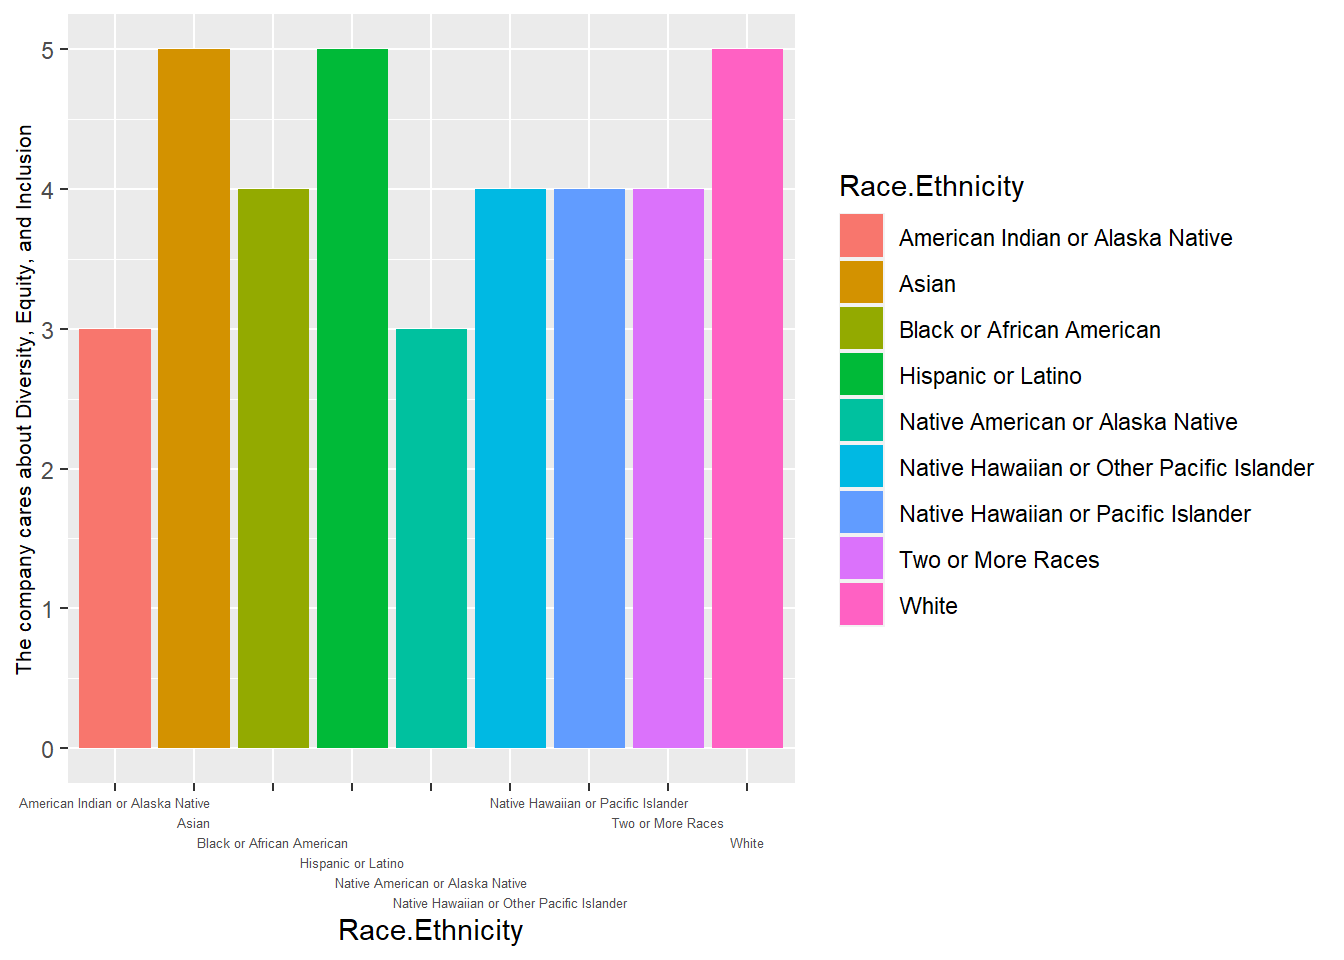 The company cares about Diversity, Equity, and Inclusion
5
4
3
2
1
0
American Indian or Alaska Native
Asian
Black or African American
Hispanic or Latino
Native American or Alaska Native
Native Hawaiian or Other Pacific Islander
Native Hawaiian or Pacific Islander
Two or More Races
White
Race.Ethnicity
Race.Ethnicity
American Indian or Alaska Native
Asian
Black or African American
Hispanic or Latino
Native American or Alaska Native
Native Hawaiian or Other Pacific Islander
Native Hawaiian or Pacific Islander
Two or More Races
White